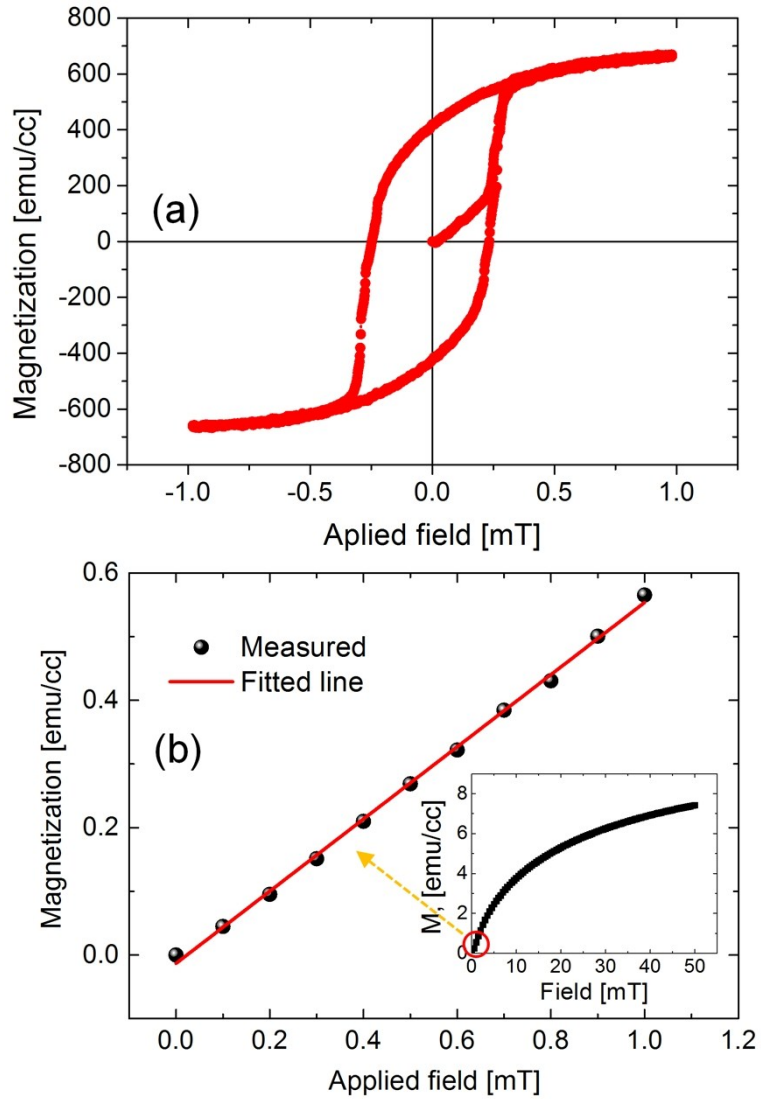 800
600
400
200
0
-200
-400
-600
-800
Magnetization [emu/cc]
(a)
-1.0 -0.5 0.0 0.5 1.0
Aplied field [mT]
0.6
0.4
0.2
0.0
Magnetization [emu/cc]
Measured
Fitted line
(b)
8
6
4
2
0
[emu/cc]
0 10 20 30 40 50
Field [mT]
0.0 0.2 0.4 0.6 0.8 1.0 1.2
Applied field [mT]